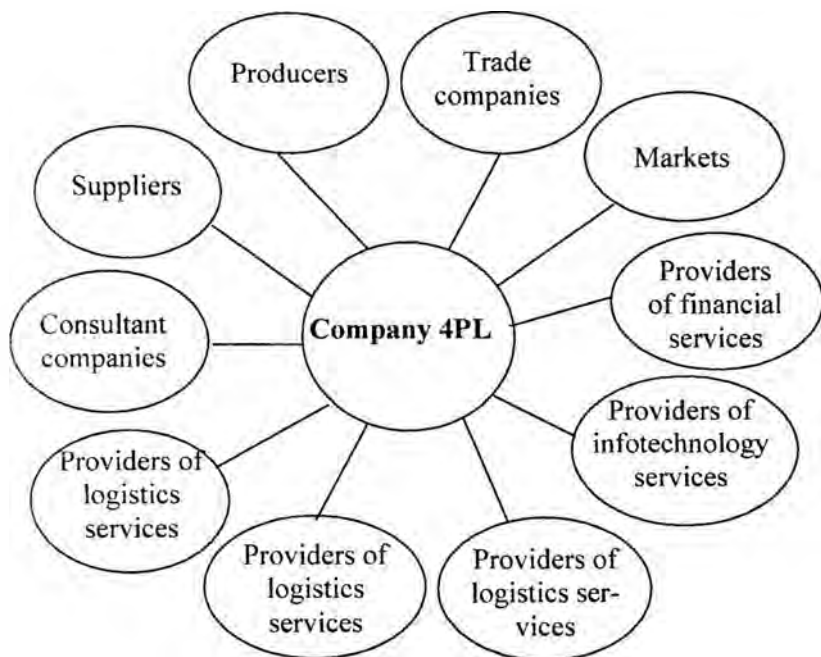 Producers
Trade
companies
Suppliers
Markets
Consultant
companies
Company 4PL
Providers
of financial
services
Providers of
infotechnology
services
Providers of
logistics
services
Providers of
logistics
services
Providers of
logistics ser-
vices